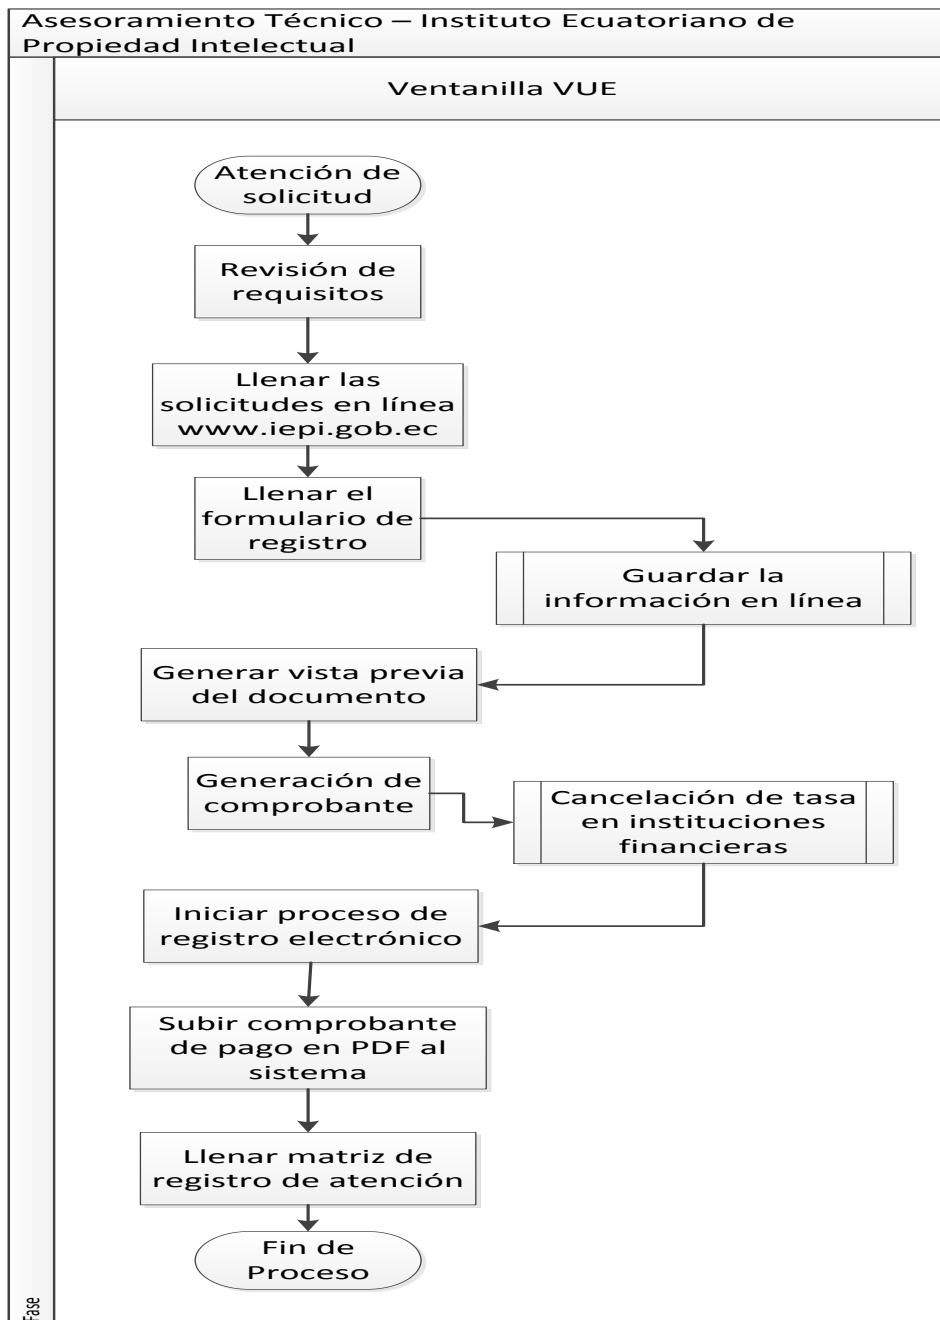 Asesoramiento Técnico – Instituto Ecuatoriano de
Propiedad Intelectual
Ventanilla VUE
Atención de
solicitud
Revisión de
requisitos
Llenar las
solicitudes en línea
www.iepi.gob.ec
Llenar el
formulario de
registro
Guardar la
información en línea
Generar vista previa
del documento
Generación de
comprobante
Cancelación de tasa
en instituciones
financieras
Iniciar proceso de
registro electrónico
Subir comprobante
de pago en PDF al
sistema
Llenar matriz de
registro de atención
Fin de
Proceso
Fase